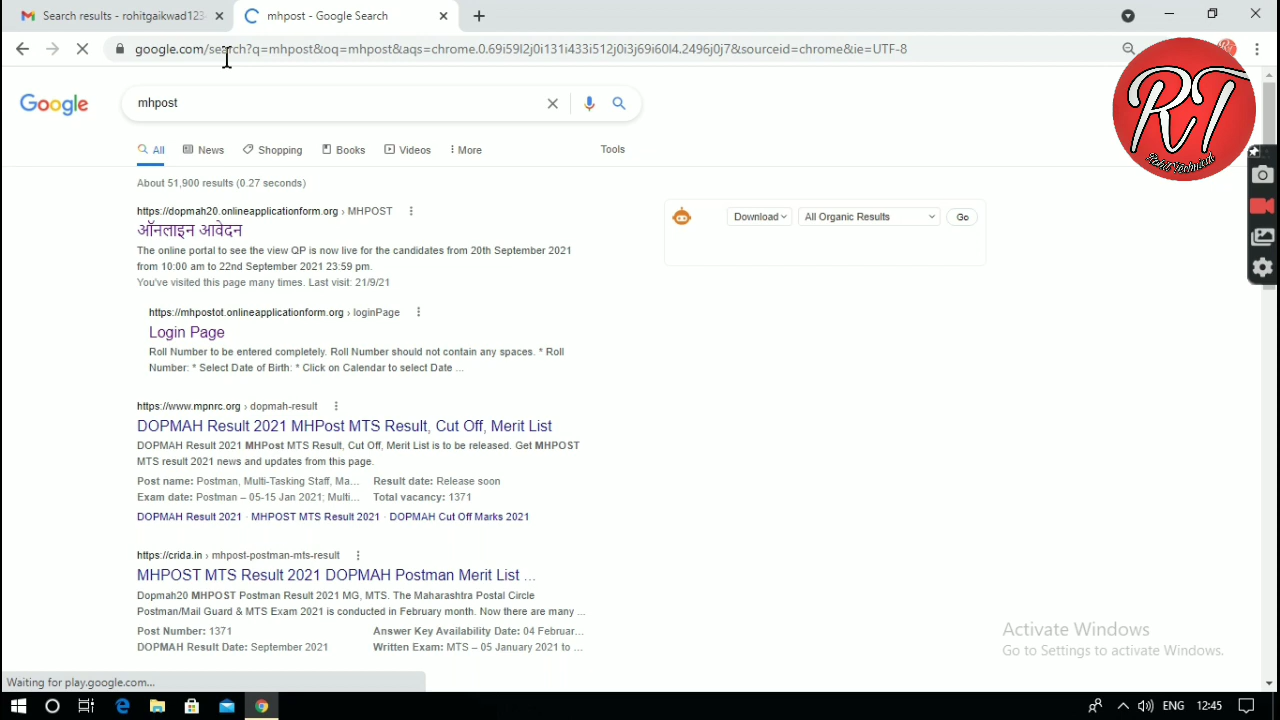 Search results - rohitgaikwad123
mhpost - Google Search
google.com/search?q=mhpost&oq=mhpost&aqs=chrome.0.69i59l2j0i131i433i512j0i3j69i60l4.2496j0j7&sourceid=chrome&ie=UTF-8
RT
Rohit Technical
Google
mhpost
All News Shopping Books Videos More Tools
About 51,900 results (0.27 seconds)
https://dopmah20.onlineapplicationform.org › MHPOST
ऑनलाइन आवेदन
The online portal to see the view QP is now live for the candidates from 20th September 2021
from 10:00 am to 22nd September 2021 23:59 pm.
You've visited this page many times. Last visit: 21/9/21
Download All Organic Results Go
https://mhpostot.onlineapplicationform.org › loginPage
Login Page
Roll Number to be entered completely. Roll Number should not contain any spaces. * Roll
Number: * Select Date of Birth: * Click on Calendar to select Date ...
https://www.mpnrc.org › dopmah-result
DOPMAH Result 2021 MHPost MTS Result, Cut Off, Merit List
DOPMAH Result 2021 MHPost MTS Result, Cut Off, Merit List is to be released. Get MHPOST
MTS result 2021 news and updates from this page.
Post name: Postman, Multi-Tasking Staff, Ma... Result date: Release soon
Exam date: Postman – 05-15 Jan 2021; Multi... Total vacancy: 1371
DOPMAH Result 2021 · MHPOST MTS Result 2021 · DOPMAH Cut Off Marks 2021
https://crida.in › mhpost-postman-mts-result
MHPOST MTS Result 2021 DOPMAH Postman Merit List ...
Dopmah20 MHPOST Postman Result 2021 MG, MTS. The Maharashtra Postal Circle
Postman/Mail Guard & MTS Exam 2021 is conducted in February month. Now there are many ...
Post Number: 1371 Answer Key Availability Date: 04 Februar...
DOPMAH Result Date: September 2021 Written Exam: MTS – 05 January 2021 to ...
Activate Windows
Go to Settings to activate Windows.
Waiting for play.google.com...
ENG 12:45